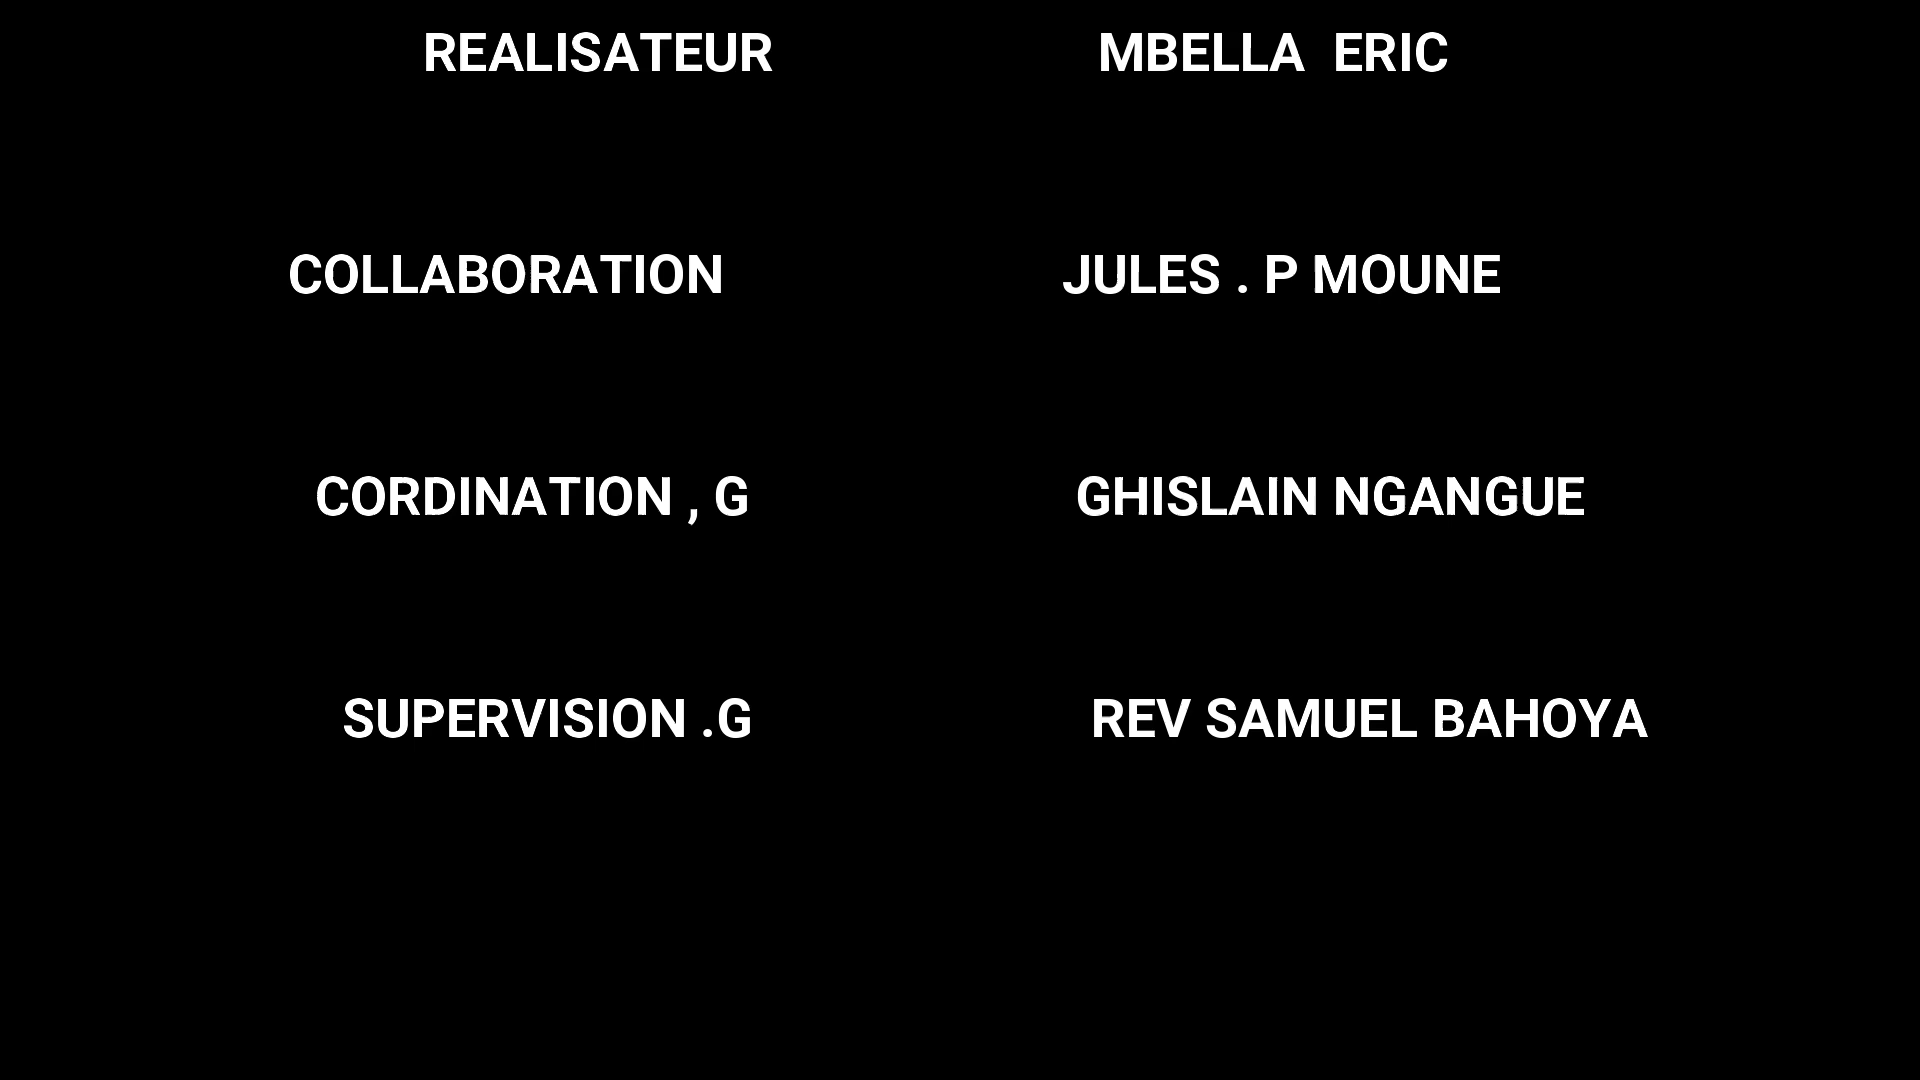 REALISATEUR MBELLA ERIC
COLLABORATION JULES . P MOUNE
CORDINATION , G GHISLAIN NGANGUE
SUPERVISION .G REV SAMUEL BAHOYA